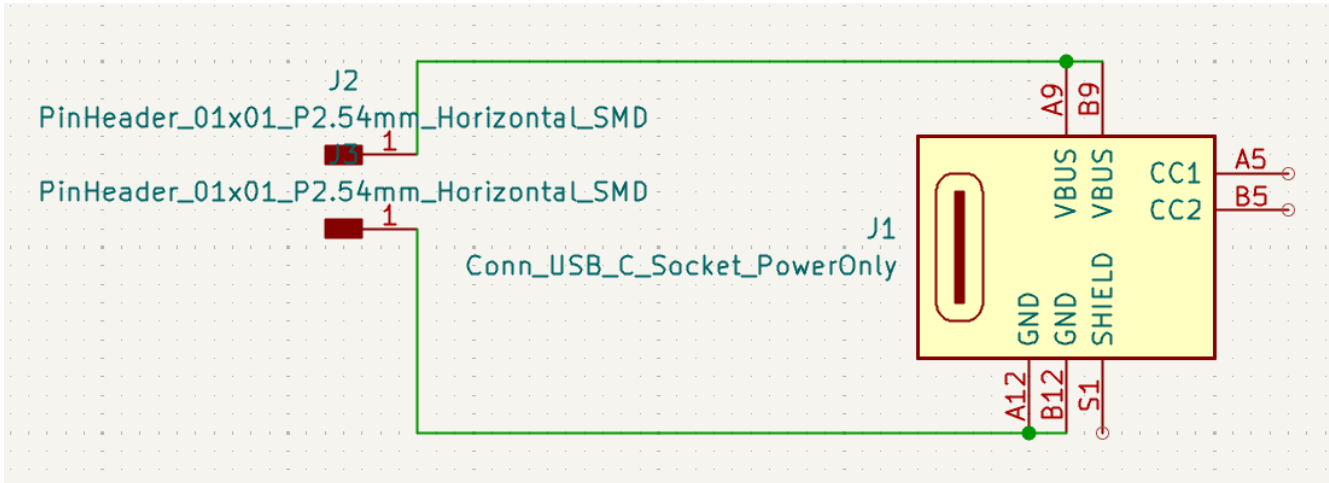 J2
PinHeader_01x01_P2.54mm_Horizontal_SMD
1
J3
PinHeader_01x01_P2.54mm_Horizontal_SMD
1
J1
Conn_USB_C_Socket_PowerOnly
A9
B9
VBUS
VBUS
CC1
A5
CC2
B5
GND
GND
SHIELD
A12
B12
S1